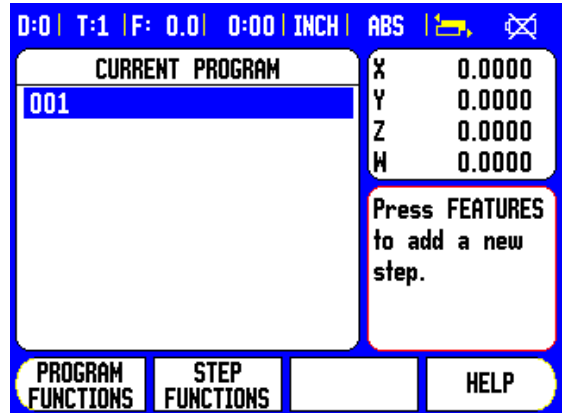 D:0 | T:1 | F: 0.0 | 0:00 | INCH | ABS
CURRENT PROGRAM
001
X 0.0000
Y 0.0000
Z 0.0000
W 0.0000
Press FEATURES
to add a new
step.
PROGRAM
FUNCTIONS
STEP
FUNCTIONS
HELP